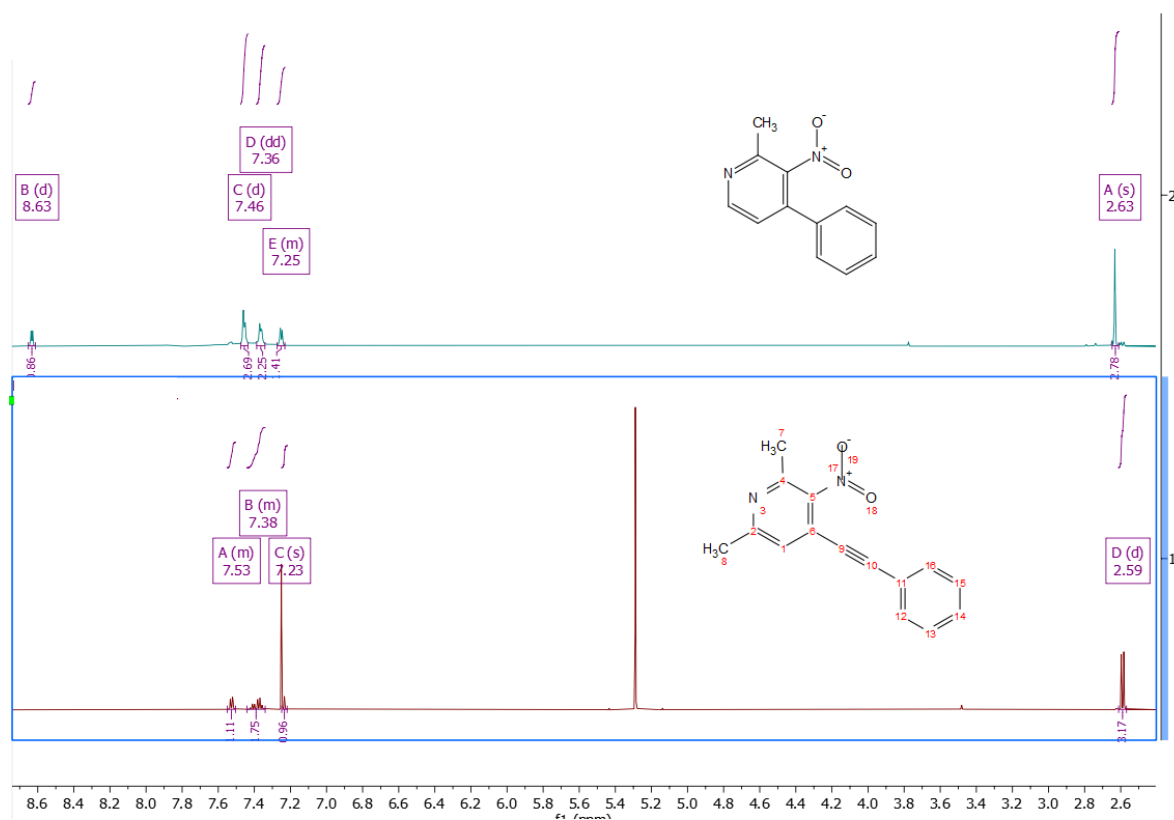 B (d)
8.63
D (dd)
7.36
C (d)
7.46
E (m)
7.25
A (s)
2.63
CH₃
O⁻
N⁺
O
N
0.86
2.69
2.25
1.41
2.78
2
A (m)
7.53
B (m)
7.38
C (s)
7.23
D (d)
2.59
7
H₃C
O⁻
19
17
N⁺
O
18
4
5
N
3
2
6
1
H₃C
8
9
10
11
16
15
12
14
13
1.11
1.75
0.96
3.17
1
8.6 8.4 8.2 8.0 7.8 7.6 7.4 7.2 7.0 6.8 6.6 6.4 6.2 6.0 5.8 5.6 5.4 5.2 5.0 4.8 4.6 4.4 4.2 4.0 3.8 3.6 3.4 3.2 3.0 2.8 2.6
f1 (ppm)